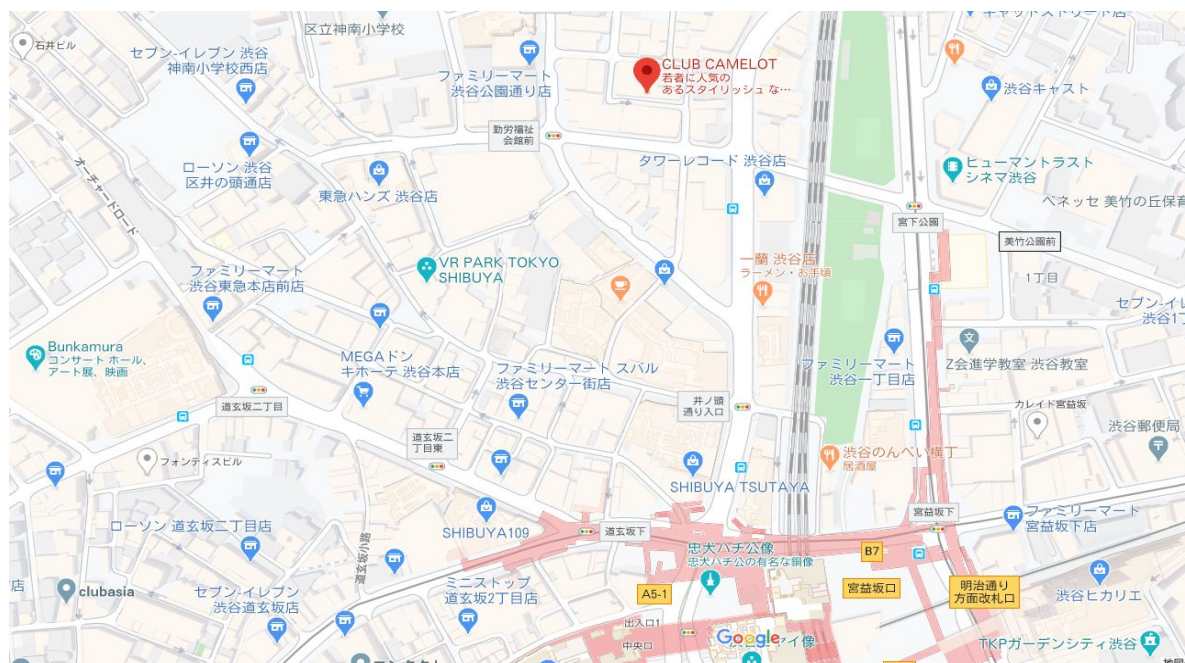 石井ビル
区立神南小学校
キャットストリート店
セブン-イレブン 渋谷
神南小学校西店
ファミリーマート
渋谷公園通り店
CLUB CAMELOT
若者に人気の
あるスタイリッシュ な…
渋谷キャスト
勤労福祉
会館前
ローソン 渋谷
区井の頭通店
東急ハンズ 渋谷店
タワーレコード 渋谷店
ヒューマントラスト
シネマ渋谷
オーチャードロード
ベネッセ 美竹の丘保育
宮下公園
美竹公園前
VR PARK TOKYO
SHIBUYA
一蘭 渋谷店
ラーメン・お手頃
1丁目
ファミリーマート
渋谷東急本店前店
セブン-イレ
渋谷1丁
Bunkamura
コンサート ホール、
アート展、映画
MEGAドン
キホーテ 渋谷本店
ファミリーマート スバル
渋谷センター街店
ファミリーマート
渋谷一丁目店
Z会進学教室 渋谷教室
道玄坂二丁目
井ノ頭
通り入口
カレイド宮益坂
渋谷郵便局
道玄坂二
丁目東
フォンティスビル
渋谷のんべい横丁
居酒屋
SHIBUYA TSUTAYA
ローソン 道玄坂二丁目店
SHIBUYA109
道玄坂下
宮益坂下
ファミリーマート
宮益坂下店
道玄坂小路
忠犬ハチ公像
忠犬ハチ公の有名な銅像
B7
店
clubasia
セブン-イレブン
渋谷道玄坂店
ミニストップ
道玄坂2丁目店
A5-1
宮益坂口
明治通り
方面改札口
渋谷ヒカリエ
出入口1
中央口
Google
アイ像
TKPガーデンシティ渋谷